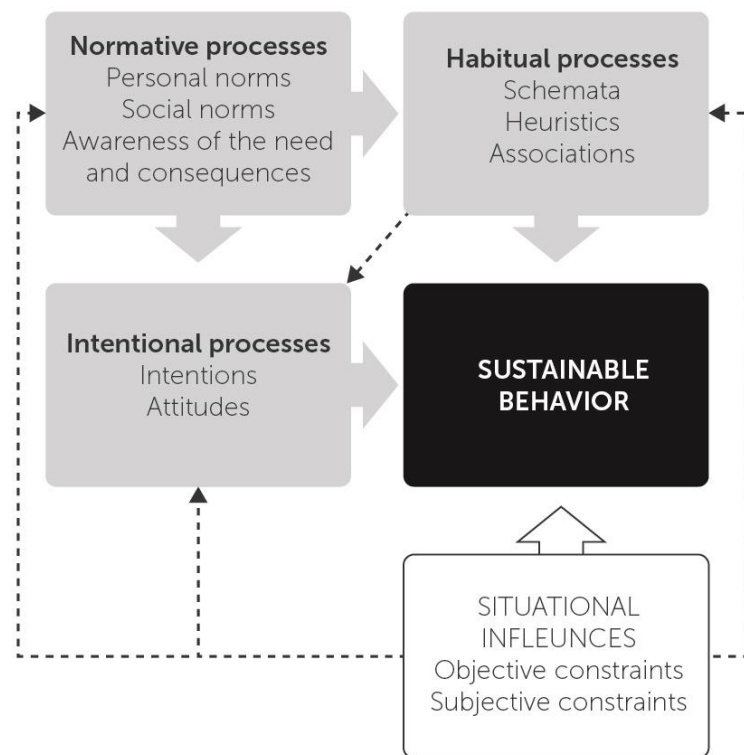 Normative processes
Personal norms
Social norms
Awareness of the need
and consequences
Habitual processes
Schemata
Heuristics
Associations
Intentional processes
Intentions
Attitudes
SUSTAINABLE
BEHAVIOR
SITUATIONAL
INFLEUNCES
Objective constraints
Subjective constraints